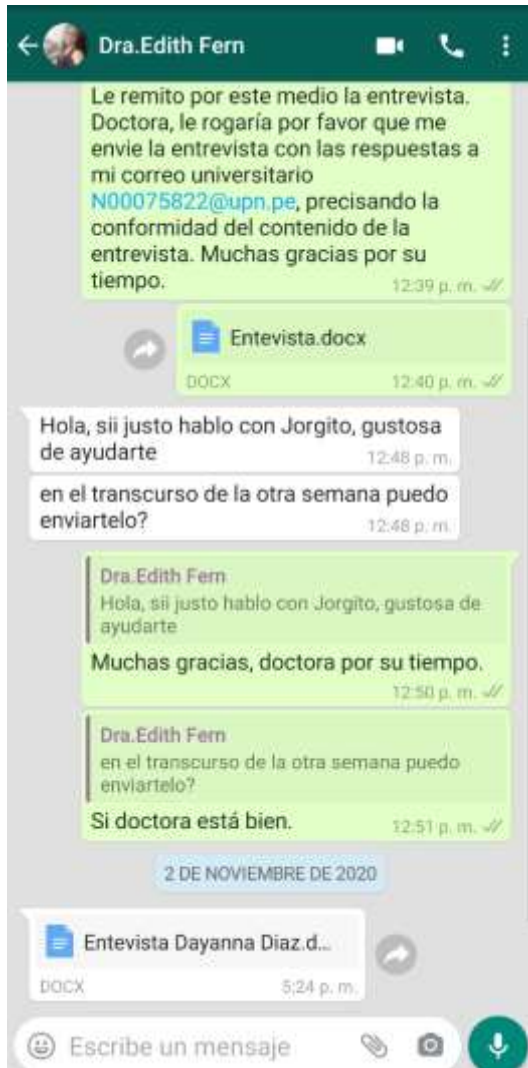 Dra.Edith Fern
Le remito por este medio la entrevista.
Doctora, le rogaría por favor que me
envie la entrevista con las respuestas a
mi correo universitario
N00075822@upn.pe, precisando la
conformidad del contenido de la
entrevista. Muchas gracias por su
tiempo.
12:39 p. m.
Entevista.docx
DOCX 12:40 p. m.
Hola, sii justo hablo con Jorgito, gustosa
de ayudarte
12:48 p. m.
en el transcurso de la otra semana puedo
enviartelo?
12:48 p. m.
Dra.Edith Fern
Hola, sii justo hablo con Jorgito, gustosa de
ayudarte
Muchas gracias, doctora por su tiempo.
12:50 p. m.
Dra.Edith Fern
en el transcurso de la otra semana puedo
enviartelo?
Si doctora está bien.
12:51 p. m.
2 DE NOVIEMBRE DE 2020
Entevista Dayanna Diaz.d...
DOCX 5:24 p. m.
Escribe un mensaje